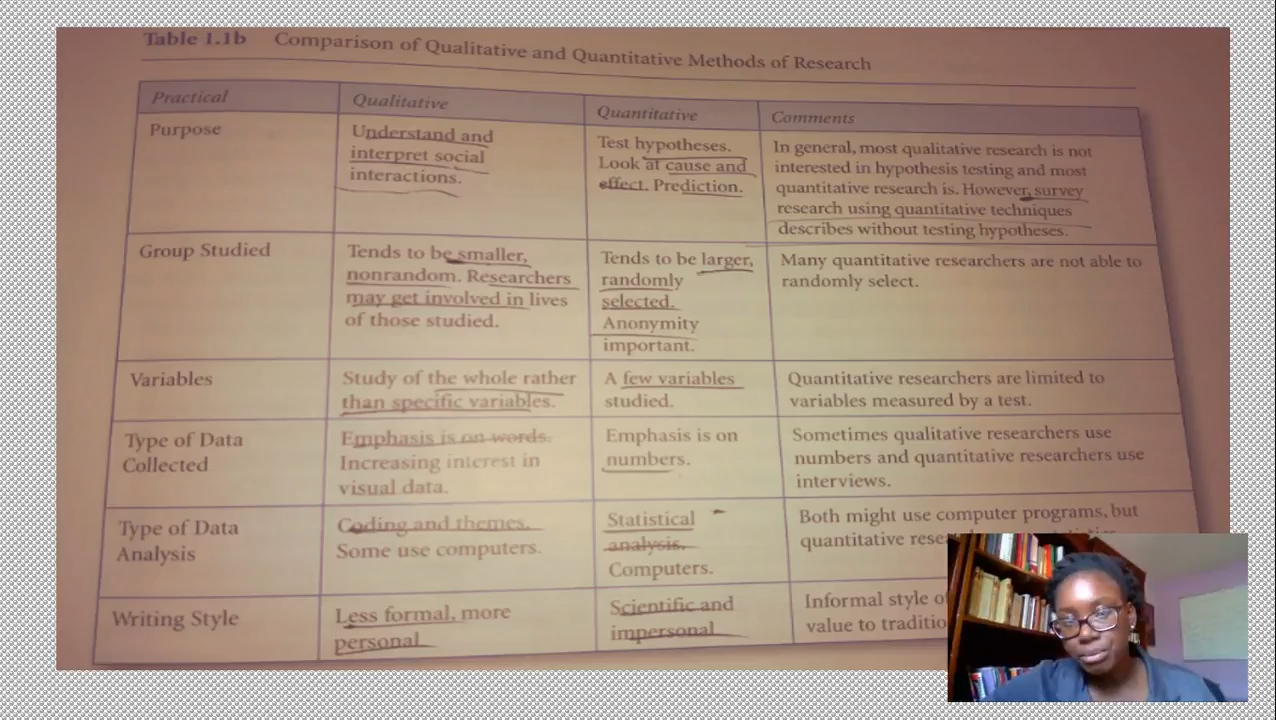 Table 1.1b Comparison of Qualitative and Quantitative Methods of Research
Practical
Qualitative
Quantitative
Comments
Purpose
Understand and
interpret social
interactions.
Test hypotheses.
Look at cause and
effect. Prediction.
In general, most qualitative research is not
interested in hypothesis testing and most
quantitative research is. However, survey
research using quantitative techniques
describes without testing hypotheses.
Group Studied
Tends to be smaller,
nonrandom. Researchers
may get involved in lives
of those studied.
Tends to be larger,
randomly
selected.
Anonymity
important.
Many quantitative researchers are not able to
randomly select.
Variables
Study of the whole rather
than specific variables.
A few variables
studied.
Quantitative researchers are limited to
variables measured by a test.
Type of Data
Collected
Emphasis is on words.
Increasing interest in
visual data.
Emphasis is on
numbers.
Sometimes qualitative researchers use
numbers and quantitative researchers use
interviews.
Type of Data
Analysis
Coding and themes.
Some use computers.
Statistical
analysis.
Computers.
Both might use computer programs, but
quantitative
Writing Style
Less formal, more
personal
Scientific and
impersonal
Informal style
value to